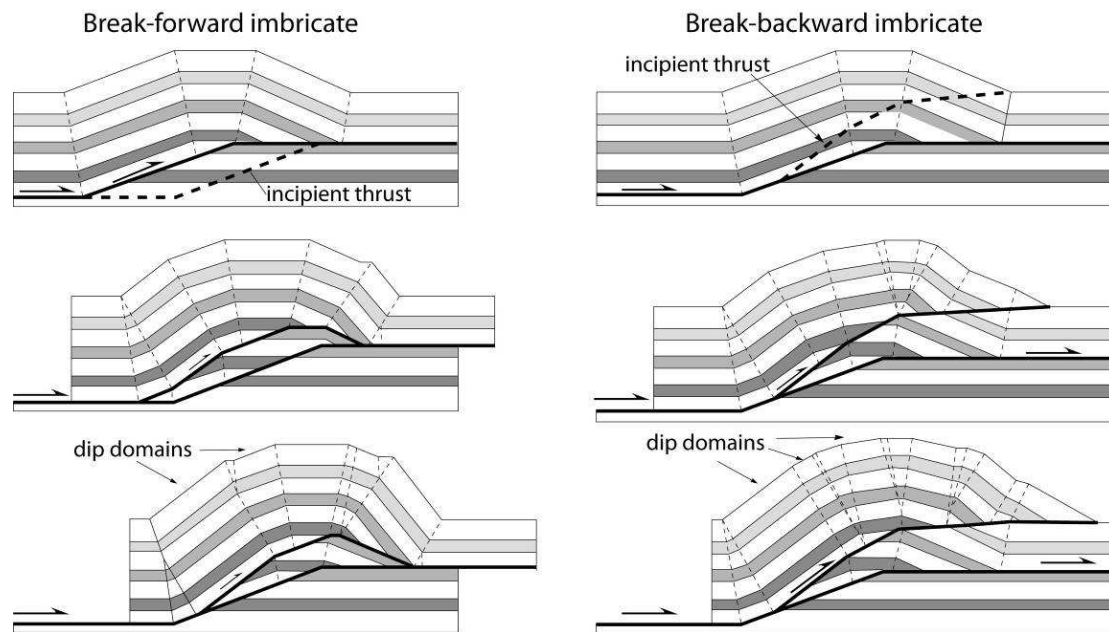 Break-forward imbricate
Break-backward imbricate
incipient thrust
incipient thrust
dip domains
dip domains